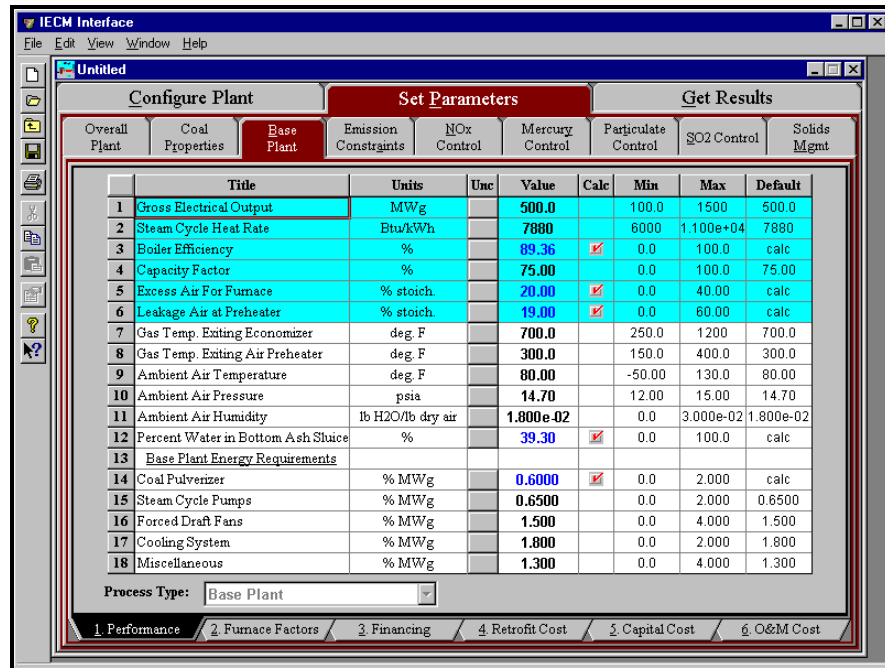 IECM Interface
File Edit View Window Help
Untitled
Configure Plant Set Parameters Get Results
Overall Plant Coal Properties Base Plant Emission Constraints NOx Control Mercury Control Particulate Control SO2 Control Solids Mgmt
Title Units Unc Value Calc Min Max Default
1 Gross Electrical Output MWg 500.0 100.0 1500 500.0
2 Steam Cycle Heat Rate Btu/kWh 7880 6000 1.100e+04 7880
3 Boiler Efficiency % 89.36 0.0 100.0 calc
4 Capacity Factor % 75.00 0.0 100.0 75.00
5 Excess Air For Furnace % stoich. 20.00 0.0 40.00 calc
6 Leakage Air at Preheater % stoich. 19.00 0.0 60.00 calc
7 Gas Temp. Exiting Economizer deg. F 700.0 250.0 1200 700.0
8 Gas Temp. Exiting Air Preheater deg. F 300.0 150.0 400.0 300.0
9 Ambient Air Temperature deg. F 80.00 -50.00 130.0 80.00
10 Ambient Air Pressure psia 14.70 12.00 15.00 14.70
11 Ambient Air Humidity lb H2O/lb dry air 1.800e-02 0.0 3.000e-02 1.800e-02
12 Percent Water in Bottom Ash Sluice % 39.30 0.0 100.0 calc
13 Base Plant Energy Requirements
14 Coal Pulverizer % MWg 0.6000 0.0 2.000 calc
15 Steam Cycle Pumps % MWg 0.6500 0.0 2.000 0.6500
16 Forced Draft Fans % MWg 1.500 0.0 4.000 1.500
17 Cooling System % MWg 1.800 0.0 2.000 1.800
18 Miscellaneous % MWg 1.300 0.0 4.000 1.300
Process Type: Base Plant
1. Performance 2. Furnace Factors 3. Financing 4. Retrofit Cost 5. Capital Cost 6. O&M Cost